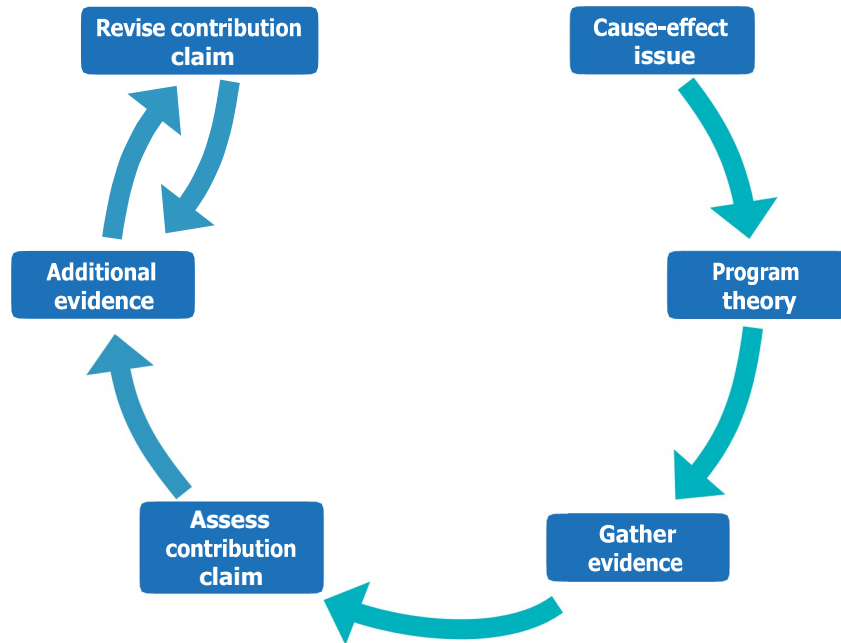 Revise contribution
claim
Cause-effect
issue
Additional
evidence
Program
theory
Assess
contribution
claim
Gather
evidence